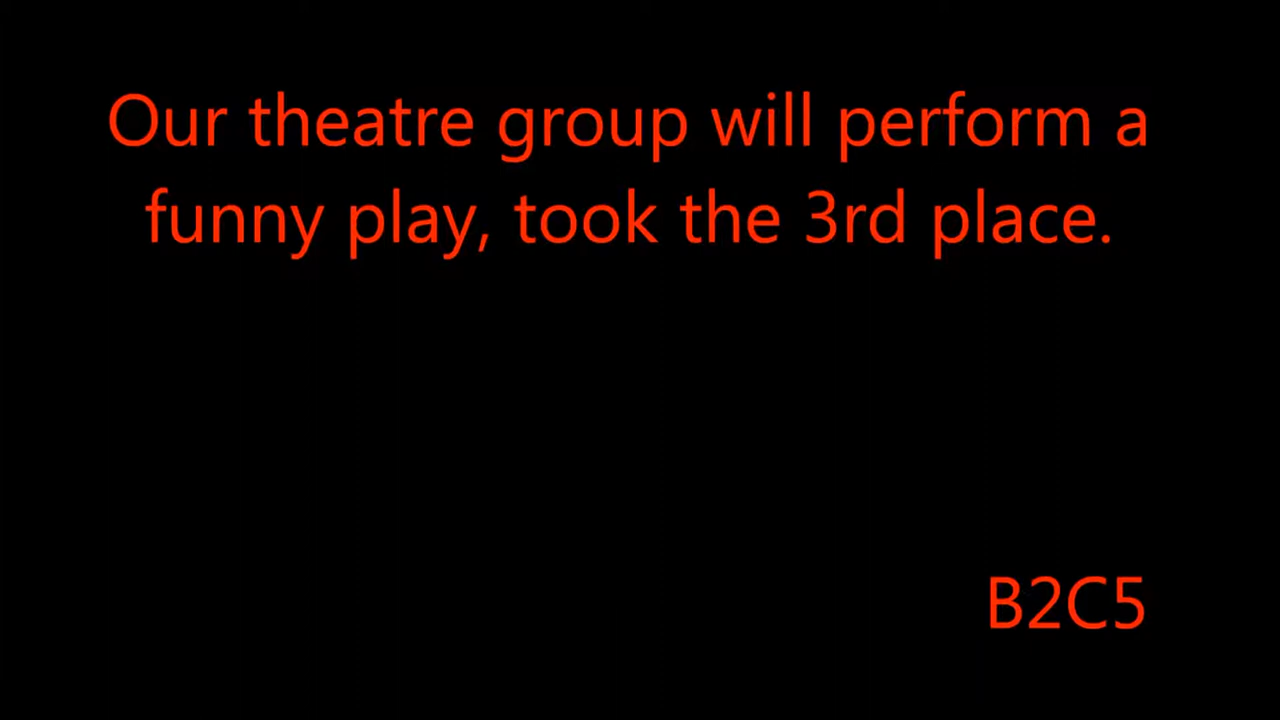 Our theatre group will perform a
funny play, took the 3rd place.
B2C5